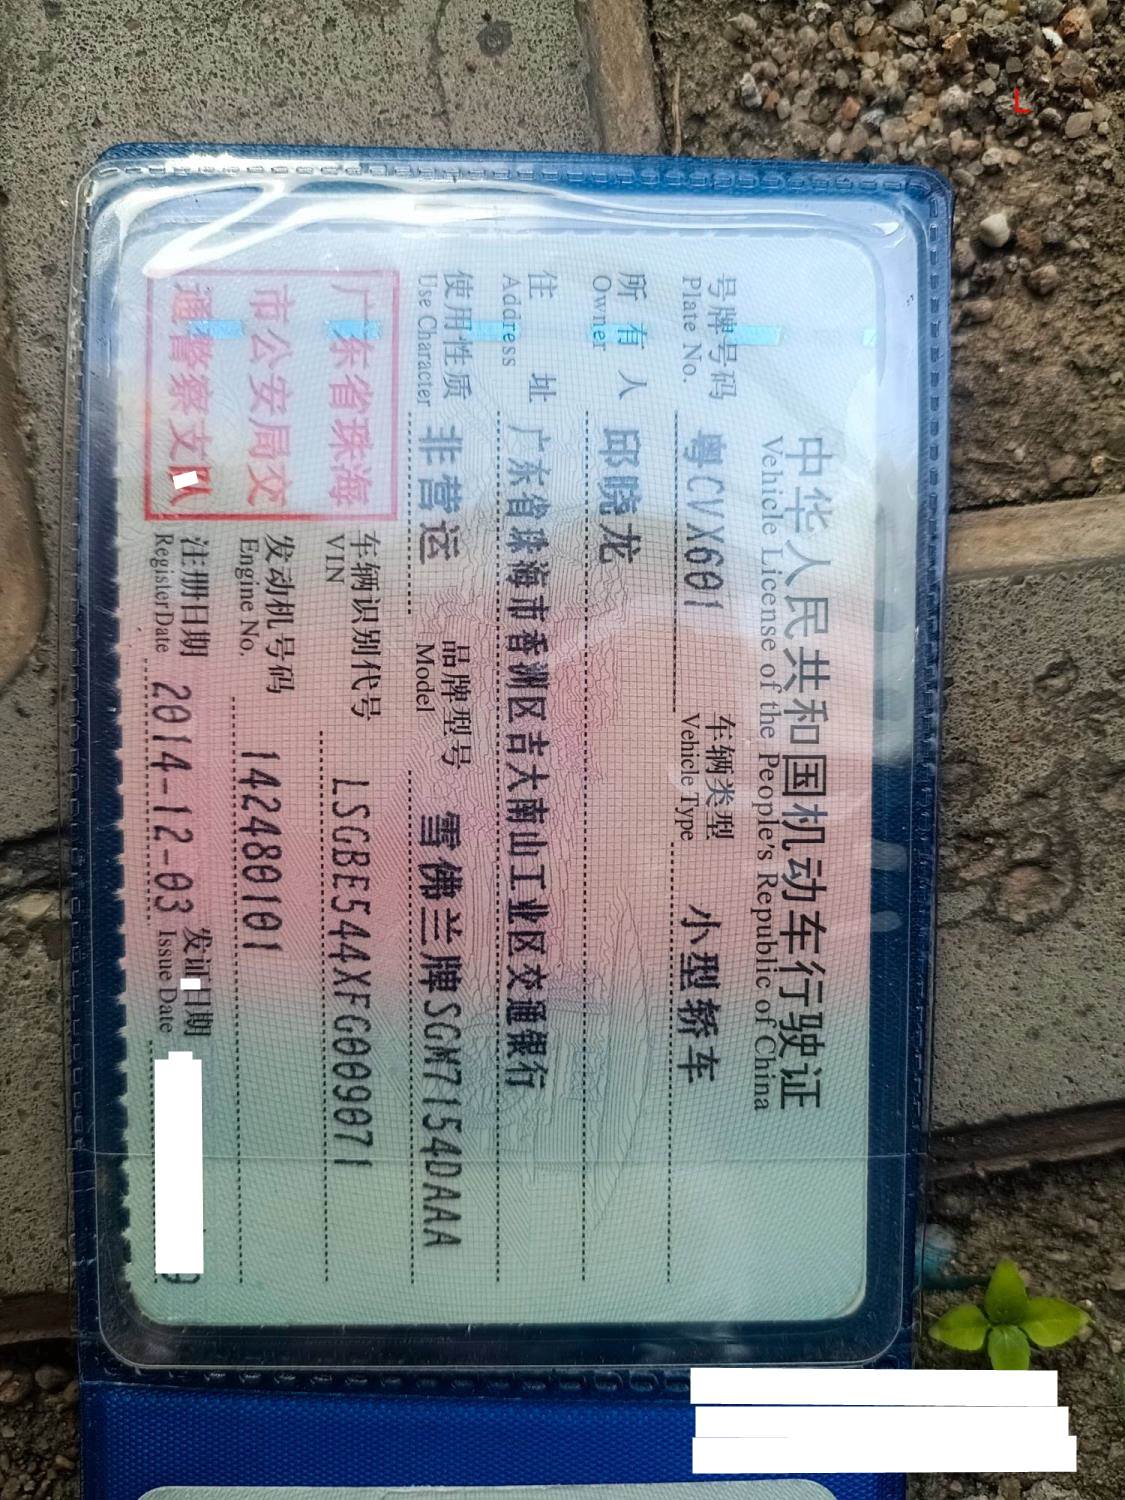 中华人民共和国机动车行驶证
Vehicle License of the People's Republic of China
号牌号码 粤CVX601 车辆类型 小型轿车
Plate No. Vehicle Type
所有人 邱晓龙
Owner
住址 广东省珠海市香洲区吉大南山工业区交通银行
Address
使用性质 非营运 品牌型号 雪佛兰牌SGM7154DAAA
Use Character Model
广东省珠海
市公安局交
通警察支队
车辆识别代号 LSGBE544XFG009071
VIN
发动机号码 142480101
Engine No.
注册日期 2014-12-03 发证日期
Register Date Issue Date
L